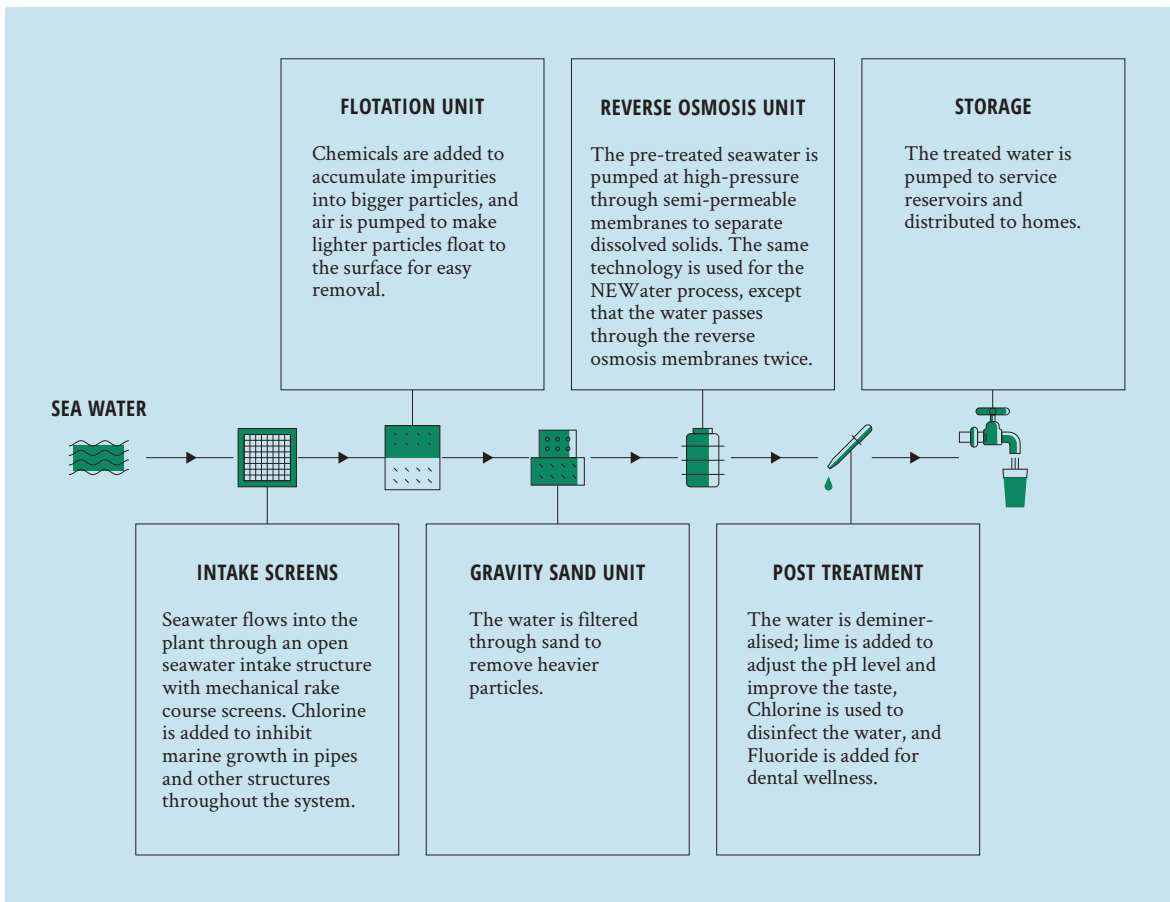 SEA WATER
INTAKE SCREENS
Seawater flows into the
plant through an open
seawater intake structure
with mechanical rake
course screens. Chlorine
is added to inhibit
marine growth in pipes
and other structures
throughout the system.
FLOTATION UNIT
Chemicals are added to
accumulate impurities
into bigger particles, and
air is pumped to make
lighter particles float to
the surface for easy
removal.
GRAVITY SAND UNIT
The water is filtered
through sand to
remove heavier
particles.
REVERSE OSMOSIS UNIT
The pre-treated seawater is
pumped at high-pressure
through semi-permeable
membranes to separate
dissolved solids. The same
technology is used for the
NEWater process, except
that the water passes
through the reverse
osmosis membranes twice.
POST TREATMENT
The water is deminer-
alised; lime is added to
adjust the pH level and
improve the taste,
Chlorine is used to
disinfect the water, and
Fluoride is added for
dental wellness.
STORAGE
The treated water is
pumped to service
reservoirs and
distributed to homes.